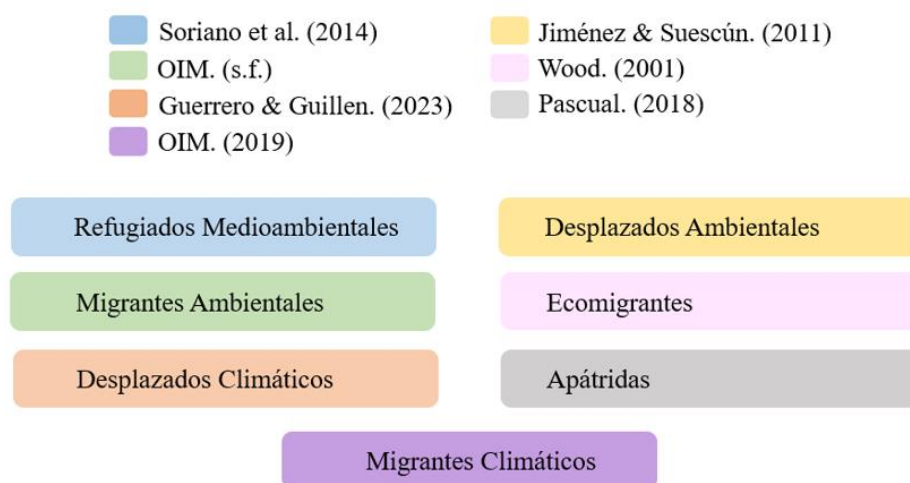 Soriano et al. (2014)
OIM. (s.f.)
Guerrero & Guillen. (2023)
OIM. (2019)
Jiménez & Suescún. (2011)
Wood. (2001)
Pascual. (2018)
Refugiados Medioambientales
Desplazados Ambientales
Migrantes Ambientales
Ecomigrantes
Desplazados Climáticos
Apátridas
Migrantes Climáticos